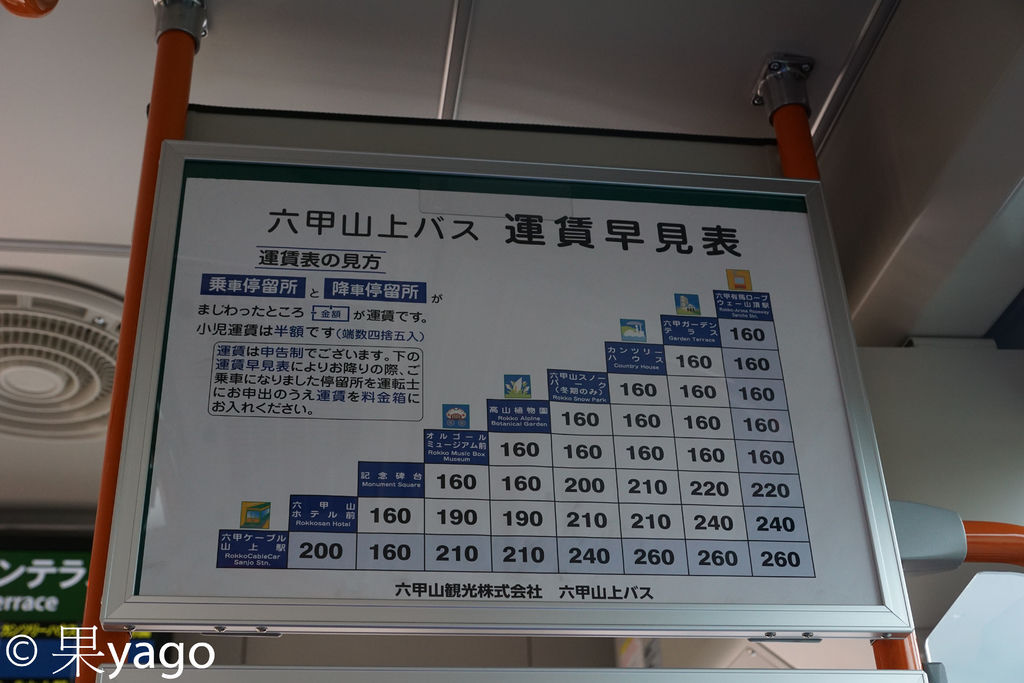 六甲山上バス 運賃早見表
運賃表の見方
乗車停留所 と 降車停留所 が
まじわったところ 金額 が運賃です。
小児運賃は半額です(端数四捨五入)
運賃は申告制でございます。下の
運賃早見表によりお降りの際、ご
乗車になりました停留所を運転士
にお申出のうえ運賃を料金箱に
お入れください。
六甲有馬ロープ
ウェー山頂駅
Rokko-Arima Ropeway
Sancho Stn.
六甲ガーデン
テラス
Garden Terrace
160
カンツリー
ハウス
Country House
160 160
六甲山スノー
パーク
(冬期のみ)
Rokko Snow Park
160 160 160
高山植物園
Rokko Alpine
Botanical Garden
160 160 160 160
オルゴール
ミュージアム前
Rokko Music Box
Museum
160 160 160 160 160
記念碑台
Monument Square
160 160 200 210 220 220
六甲山
ホテル前
Rokkosan Hotel
160 190 190 210 210 240 240
六甲ケーブル
山上駅
RokkoCableCar
Sanjo Stn.
200 160 210 210 240 260 260 260
六甲山観光株式会社 六甲山上バス
ンテラ
errace
© 果yago